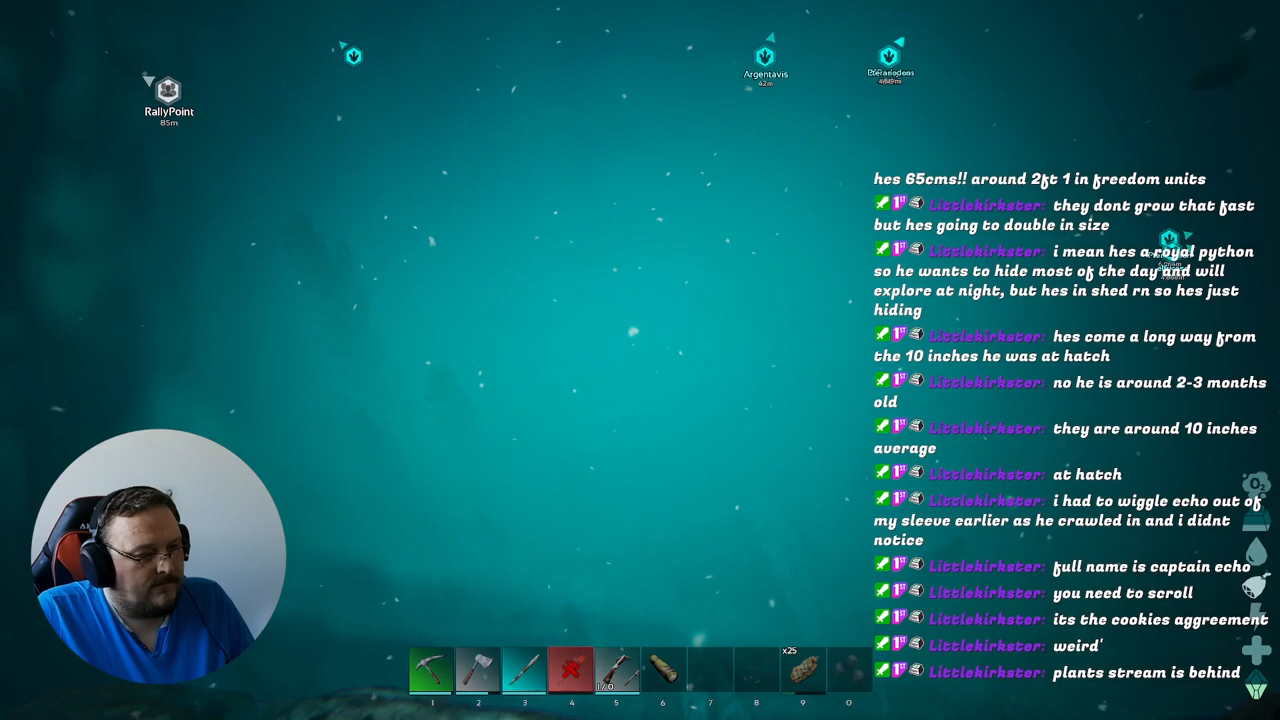 RallyPoint
85m
Argentavis
42m
hes 65cms!! around 2ft 1 in freedom units
Littlekirkster: they dont grow that fast
but hes going to double in size
Littlekirkster: i mean hes a royal python
so he wants to hide most of the day and will
explore at night, but hes in shed rn so hes just
hiding
Littlekirkster: hes come a long way from
the 10 inches he was at hatch
Littlekirkster: no he is around 2-3 months
old
Littlekirkster: they are around 10 inches
average
Littlekirkster: at hatch
Littlekirkster: i had to wiggle echo out of
my sleeve earlier as he crawled in and i didnt
notice
Littlekirkster: full name is captain echo
Littlekirkster: you need to scroll
Littlekirkster: its the cookies aggreement
Littlekirkster: weird'
Littlekirkster: plants stream is behind
1/0
x25
1 2 3 4 5 6 7 8 9 0